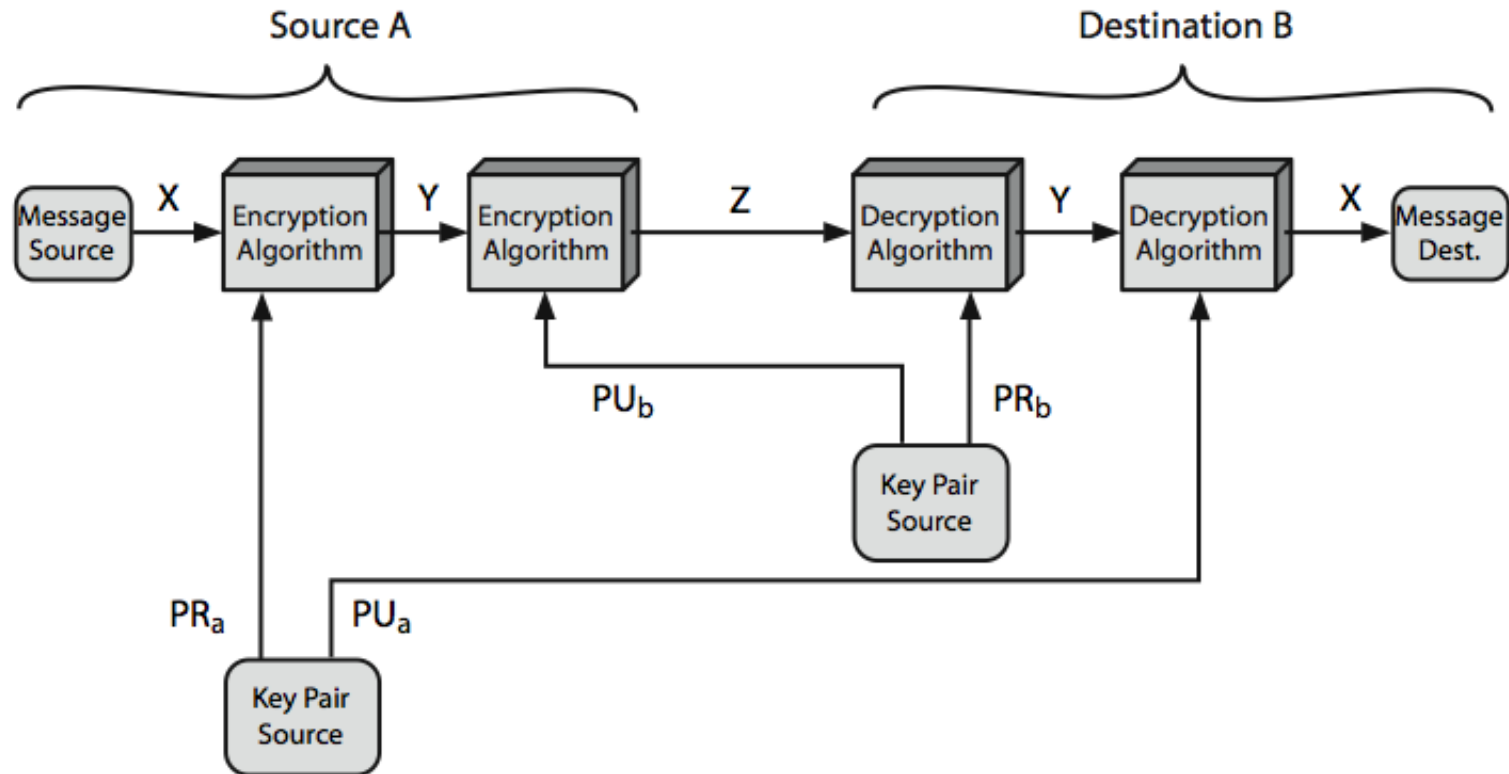 Source A
Destination B
Message
Source
X
Encryption
Algorithm
Y
Encryption
Algorithm
Z
Decryption
Algorithm
Y
Decryption
Algorithm
X
Message
Dest.
PUb
PRb
Key Pair
Source
PRa
PUa
Key Pair
Source